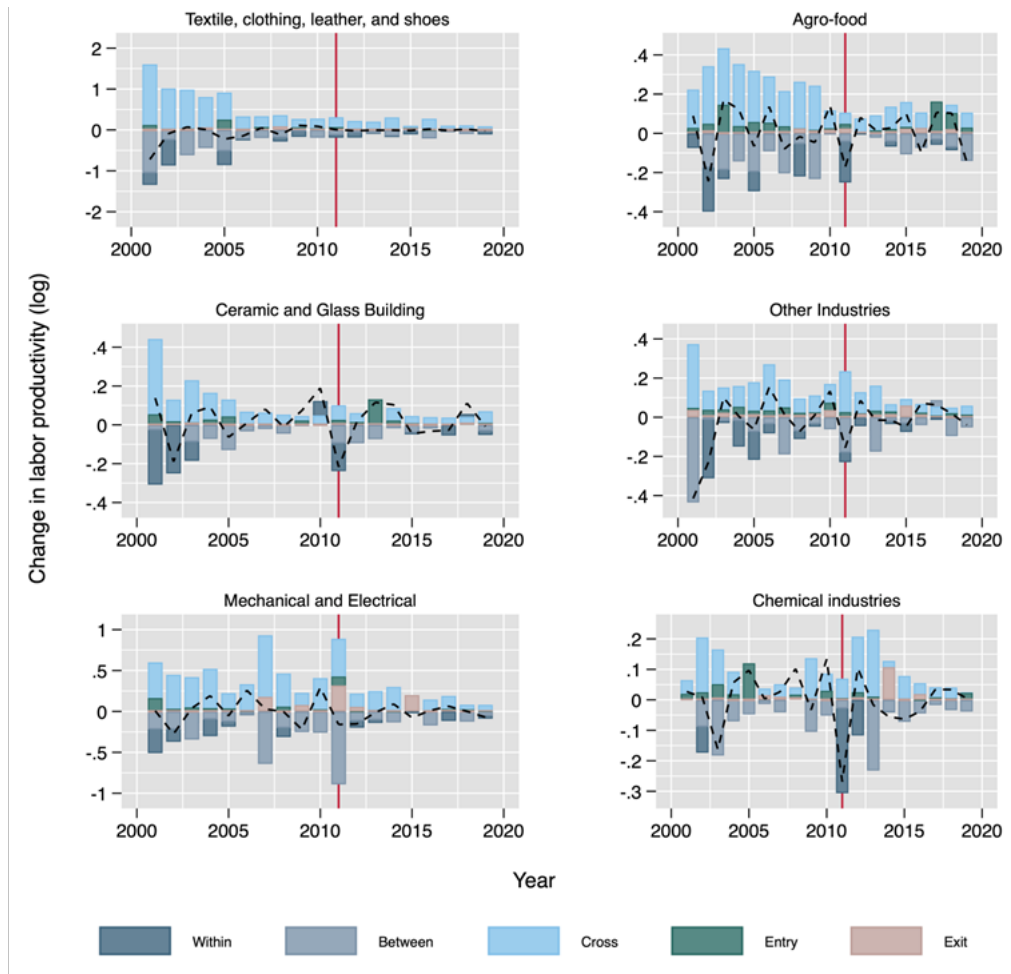 Textile, clothing, leather, and shoes
2
1
0
-1
-2
2000 2005 2010 2015 2020
Agro-food
.4
.2
0
-.2
-.4
2000 2005 2010 2015 2020
Change in labor productivity (log)
Ceramic and Glass Building
.4
.2
0
-.2
-.4
2000 2005 2010 2015 2020
Other Industries
.4
.2
0
-.2
-.4
2000 2005 2010 2015 2020
Mechanical and Electrical
1
.5
0
-.5
-1
2000 2005 2010 2015 2020
Chemical industries
.2
.1
0
-.1
-.2
-.3
2000 2005 2010 2015 2020
Year
Within Between Cross Entry Exit